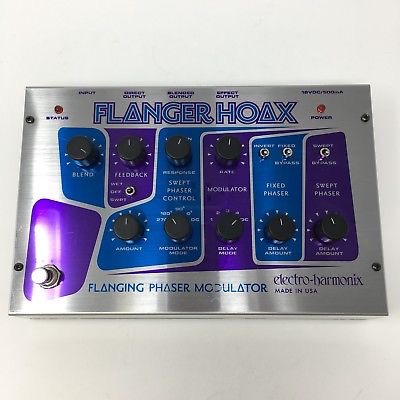 INPUT DIRECT OUTPUT BLENDED OUTPUT EFFECT OUTPUT 18VDC/500mA
STATUS FLANGER HOAX POWER
INVERT FIXED BYPASS SWEPT BYPASS
BLEND FEEDBACK RESPONSE RATE
WET
OFF
SWPT
SWEPT PHASER CONTROL
MODULATOR
FIXED PHASER
SWEPT PHASER
90°
180°
AMOUNT MODULATOR MODE DELAY MODE DELAY AMOUNT DELAY AMOUNT
FLANGING PHASER MODULATOR electro-harmonix
MADE IN USA